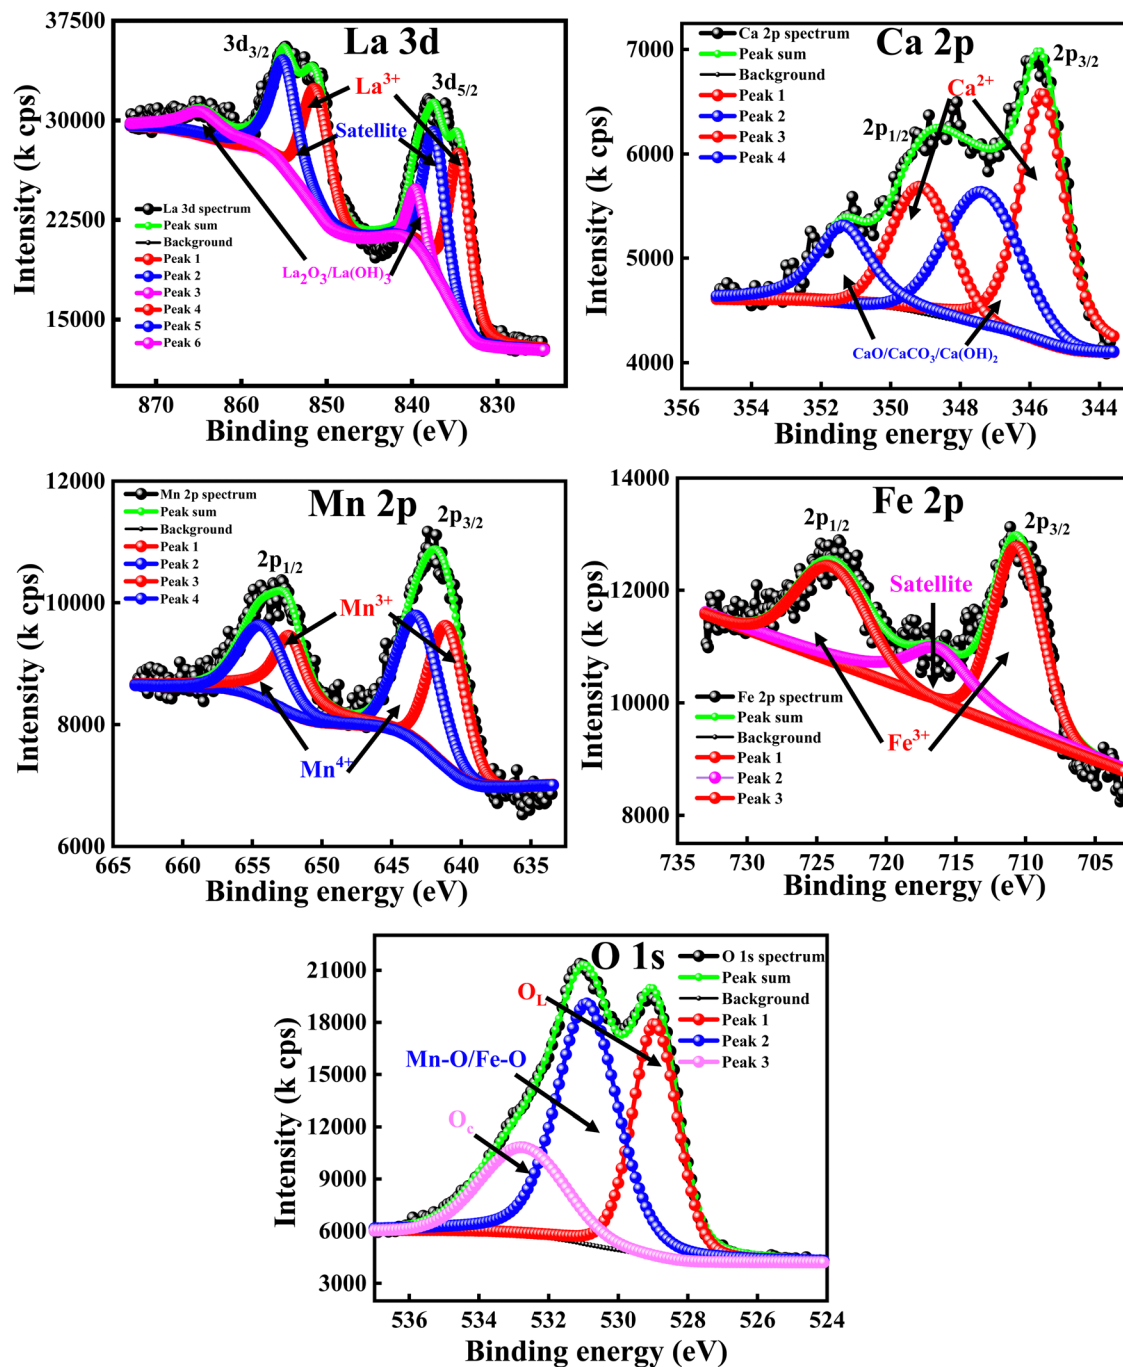 La 3d
3d3/2
3d5/2
La3+
Satellite
La2O3/La(OH)3
La 3d spectrum
Peak sum
Background
Peak 1
Peak 2
Peak 3
Peak 4
Peak 5
Peak 6
37500
30000
22500
15000
870 860 850 840 830
Binding energy (eV)
Intensity (k cps)
Ca 2p
2p3/2
2p1/2
Ca2+
CaO/CaCO3/Ca(OH)2
Ca 2p spectrum
Peak sum
Background
Peak 1
Peak 2
Peak 3
Peak 4
7000
6000
5000
4000
356 354 352 350 348 346 344
Binding energy (eV)
Intensity (k cps)
Mn 2p
2p3/2
2p1/2
Mn3+
Mn4+
Mn 2p spectrum
Peak sum
Background
Peak 1
Peak 2
Peak 3
Peak 4
12000
10000
8000
6000
665 660 655 650 645 640 635
Binding energy (eV)
Intensity (k cps)
Fe 2p
2p1/2
2p3/2
Satellite
Fe3+
Fe 2p spectrum
Peak sum
Background
Peak 1
Peak 2
Peak 3
14000
12000
10000
8000
735 730 725 720 715 710 705
Binding energy (eV)
Intensity (k cps)
O 1s
OL
Mn-O/Fe-O
Oc
O 1s spectrum
Peak sum
Background
Peak 1
Peak 2
Peak 3
21000
18000
15000
12000
9000
6000
3000
536 534 532 530 528 526 524
Binding energy (eV)
Intensity (k cps)